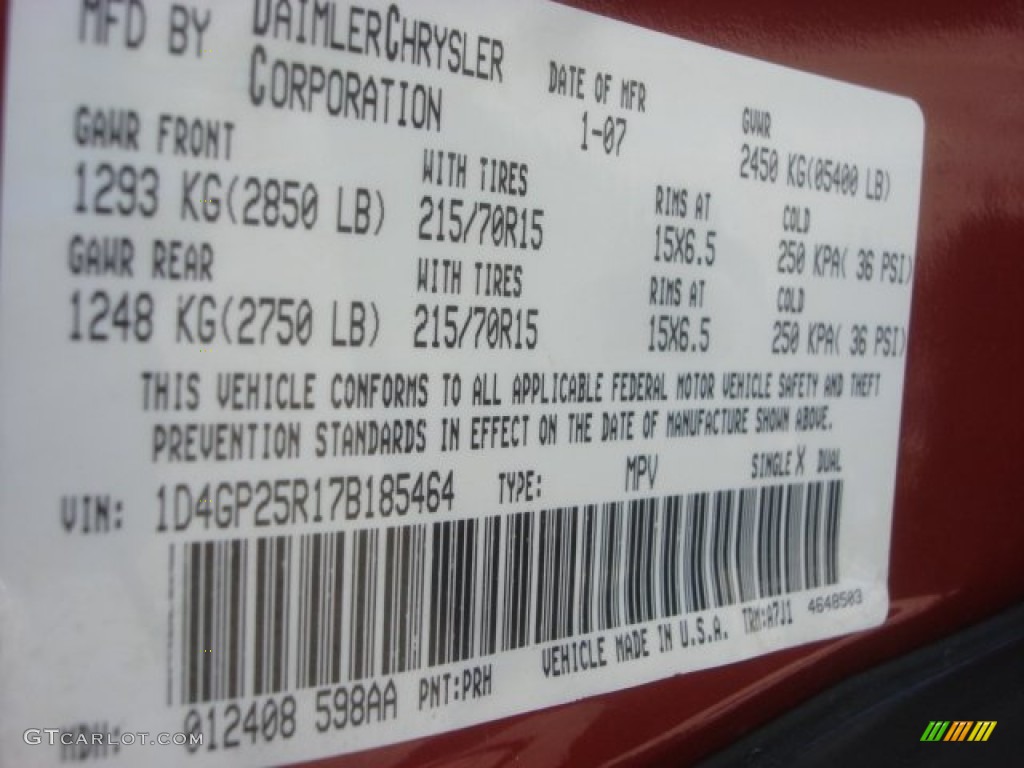 MFD BY DAIMLERCHRYSLER CORPORATION
DATE OF MFR 1-07
GVWR 2450 KG(05400 LB)
GAWR FRONT 1293 KG(2850 LB)
WITH TIRES 215/70R15
RIMS AT 15X6.5
COLD 250 KPA( 36 PSI)
GAWR REAR 1248 KG(2750 LB)
WITH TIRES 215/70R15
RIMS AT 15X6.5
COLD 250 KPA( 36 PSI)
THIS VEHICLE CONFORMS TO ALL APPLICABLE FEDERAL MOTOR VEHICLE SAFETY AND THEFT
PREVENTION STANDARDS IN EFFECT ON THE DATE OF MANUFACTURE SHOWN ABOVE.
VIN: 1D4GP25R17B185464 TYPE: MPV SINGLE X DUAL
VEHICLE MADE IN U.S.A. TRM:A7J1 4648503
MDH: 012408 598AA PNT:PRH
GTCARLOT.COM